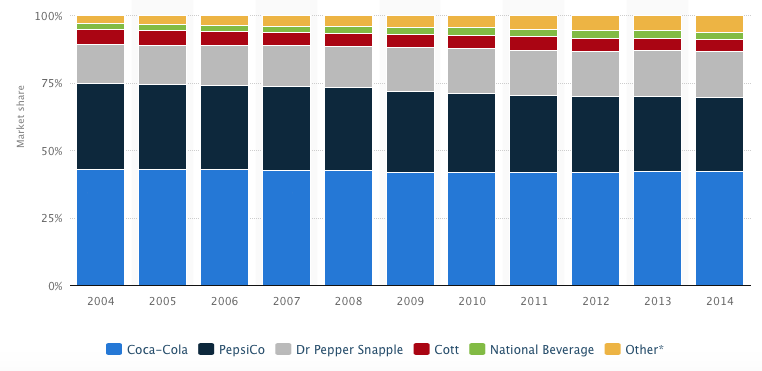 100%
75%
50%
25%
0%
Market share
2004 2005 2006 2007 2008 2009 2010 2011 2012 2013 2014
Coca-Cola PepsiCo Dr Pepper Snapple Cott National Beverage Other*